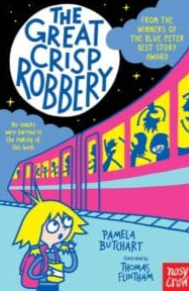 THE
GREAT
CRISP
ROBBERY
FROM THE
WINNERS OF
THE BLUE PETER
BEST STORY
AWARD
No snacks
were harmed in
the making of
this book.
PAMELA
BUTCHART
Illustrated by
THOMAS
FLINTHAM
nosy
Crow